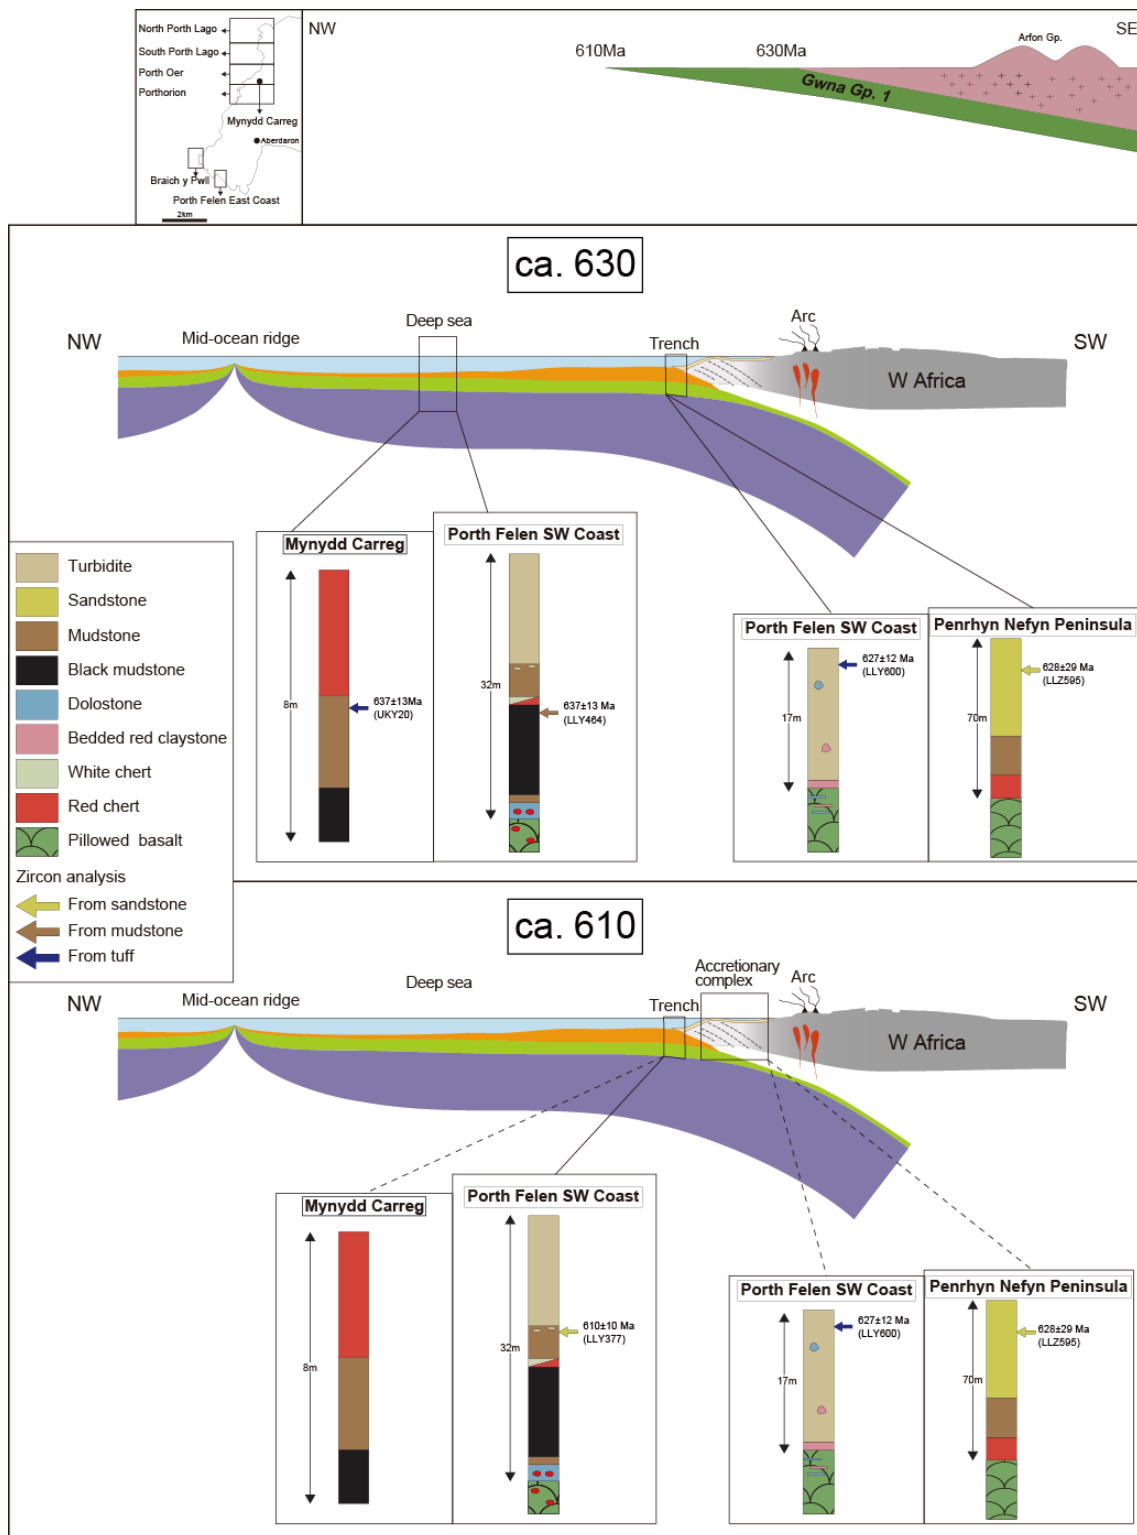 North Porth Lago
South Porth Lago
Porth Oer
Porthorion
Mynydd Carreg
Aberdaron
Braich y Pwll
Porth Felen East Coast
2km
NW
SE
610Ma
630Ma
Arfon Gp.
Gwna Gp. 1
ca. 630
NW
Mid-ocean ridge
Deep sea
Trench
Arc
SW
W Africa
Mynydd Carreg
8m
637±13Ma
(UKY20)
Porth Felen SW Coast
32m
637±13 Ma
(LLY464)
Porth Felen SW Coast
17m
627±12 Ma
(LLY600)
Penrhyn Nefyn Peninsula
70m
628±29 Ma
(LLZ595)
Turbidite
Sandstone
Mudstone
Black mudstone
Dolostone
Bedded red claystone
White chert
Red chert
Pillowed basalt
Zircon analysis
From sandstone
From mudstone
From tuff
ca. 610
NW
Mid-ocean ridge
Deep sea
Trench
Accretionary
complex
Arc
SW
W Africa
Mynydd Carreg
8m
Porth Felen SW Coast
32m
610±10 Ma
(LLY377)
Porth Felen SW Coast
17m
627±12 Ma
(LLY600)
Penrhyn Nefyn Peninsula
70m
628±29 Ma
(LLZ595)